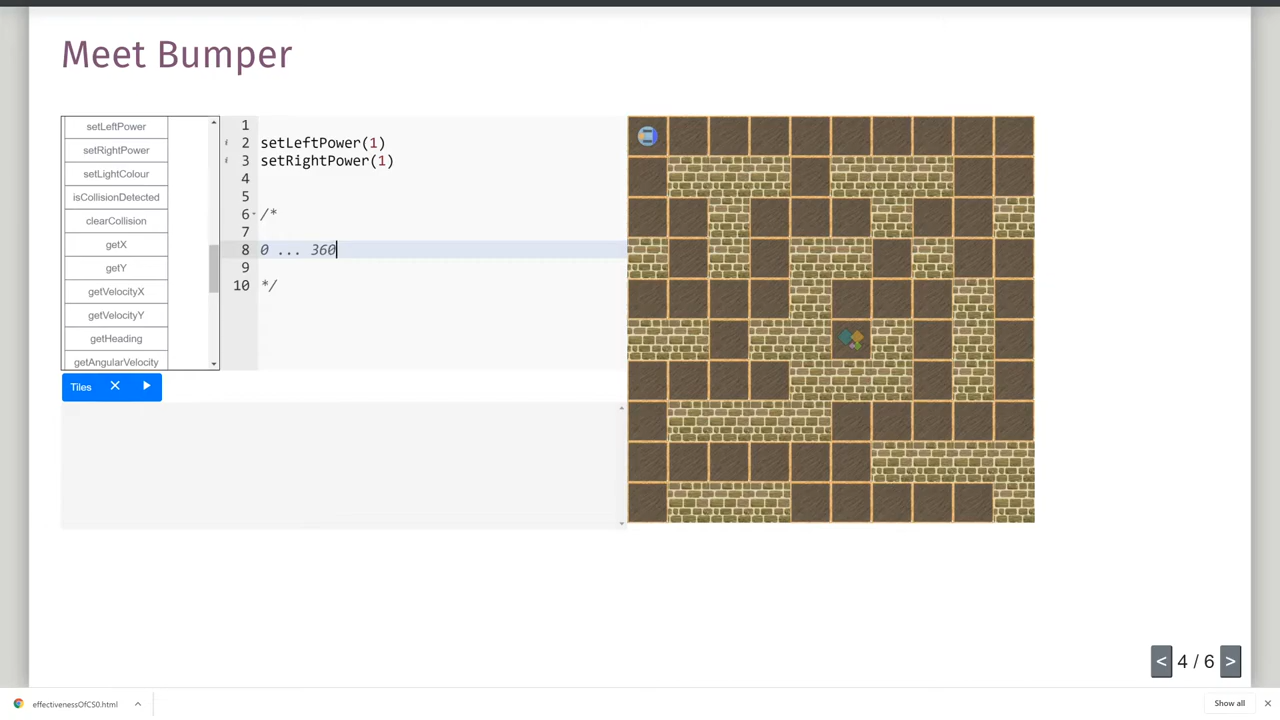 Meet Bumper
setLeftPower
setRightPower
setLightColour
isCollisionDetected
clearCollision
getX
getY
getVelocityX
getVelocityY
getHeading
getAngularVelocity
1
2 setLeftPower(1)
3 setRightPower(1)
4
5
6 /*
7
8 0 ... 360
9
10 */
Tiles
< 4 / 6 >
effectivenessOfCS0.html
Show all